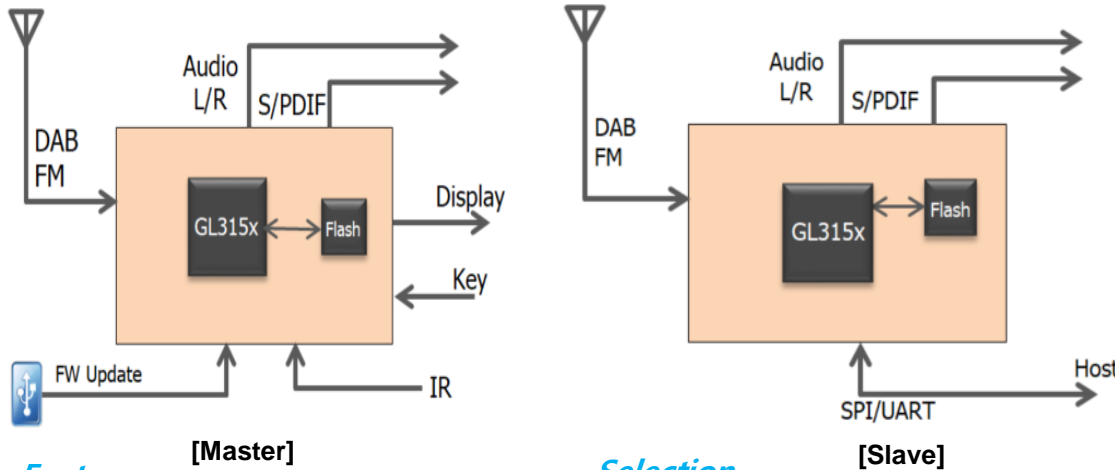 Audio
L/R
S/PDIF
DAB
FM
GL315x
Flash
Display
Key
FW Update
IR
[Master]
Audio
L/R
S/PDIF
DAB
FM
GL315x
Flash
Host
SPI/UART
[Slave]
Selection